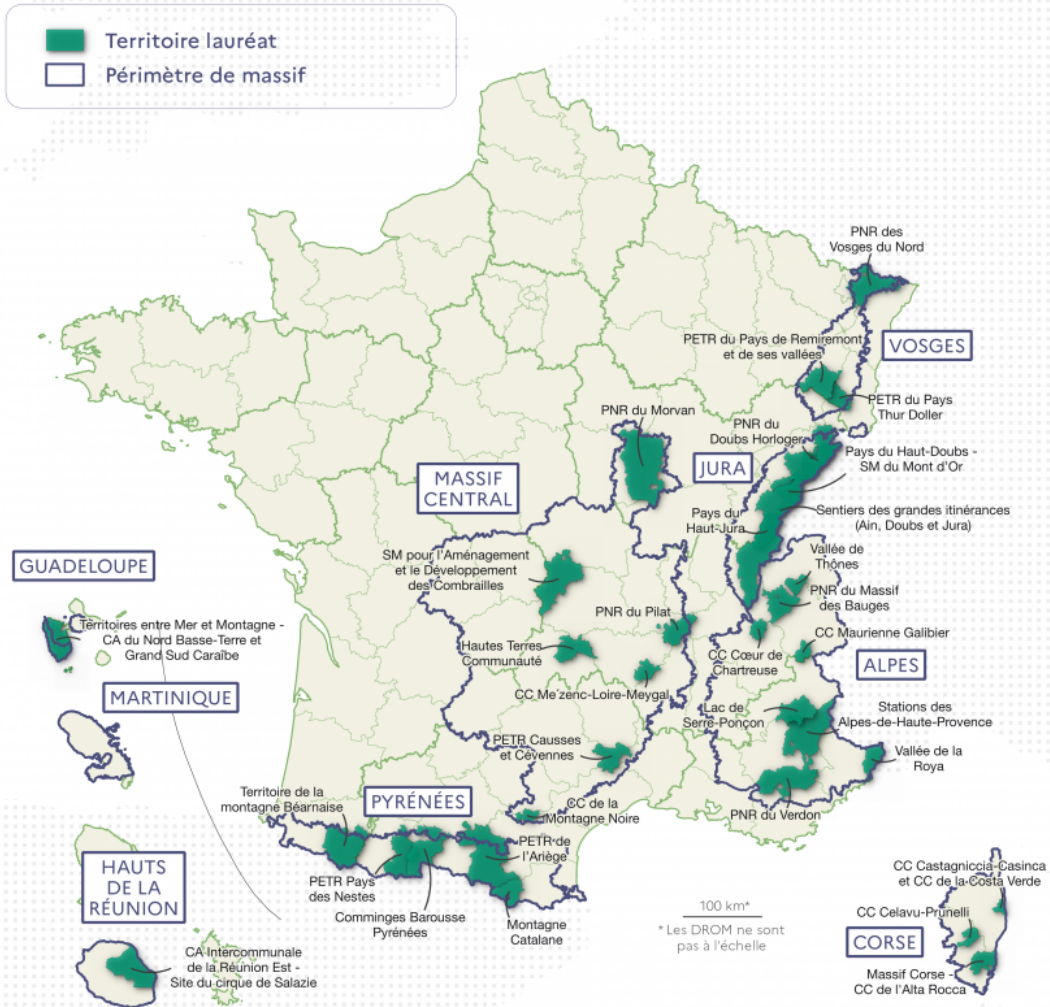 Territoire lauréat
Périmètre de massif
PNR des
Vosges du Nord
PETR du Pays de Remiremont
et de ses vallées
VOSGES
PETR du Pays
Thur Doller
PNR du Morvan
PNR du
Doubs Horloger
JURA
Pays du Haut-Doubs -
SM du Mont d'Or
MASSIF
CENTRAL
Pays du
Haut-Jura
Sentiers des grandes itinérances
(Ain, Doubs et Jura)
SM pour l'Aménagement
et le Développement
des Combrailles
Vallée de
Thônes
GUADELOUPE
PNR du Massif
des Bauges
PNR du Pilat
Territoires entre Mer et Montagne -
CA du Nord Basse-Terre et
Grand Sud Caraïbe
Hautes Terres
Communauté
CC Maurienne Galibier
CC Cœur de
Chartreuse
ALPES
MARTINIQUE
CC Me´zenc-Loire-Meygal
Lac de
Serre-Ponçon
Stations des
Alpes-de-Haute-Provence
PETR Causses
et Cévennes
Vallée de la
Roya
Territoire de la
montagne Béarnaise
PYRÉNÉES
CC de la
Montagne Noire
PNR du Verdon
PETR de
l'Ariège
HAUTS
DE LA
RÉUNION
PETR Pays
des Nestes
Comminges Barousse
Pyrénées
Montagne
Catalane
100 km*
* Les DROM ne sont
pas à l'échelle
CC Castagniccia-Casinca
et CC de la Costa Verde
CC Celavu-Prunelli
CORSE
Massif Corse -
CC de l'Alta Rocca
CA Intercommunale
de la Réunion Est -
Site du cirque de Salazie